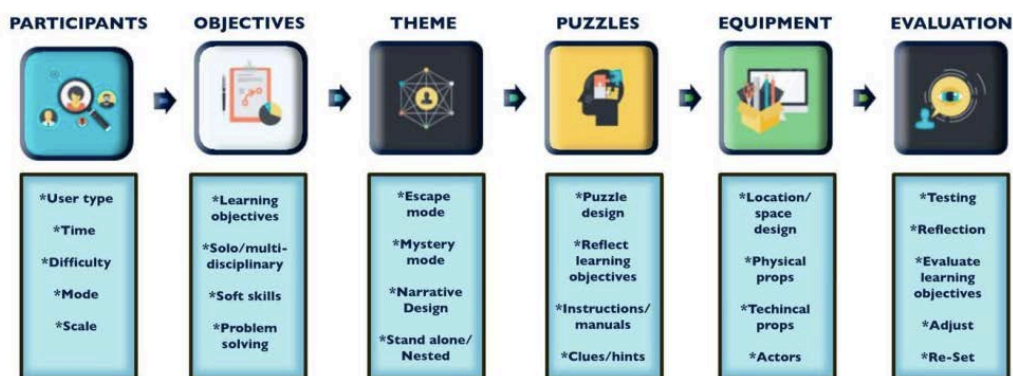 PARTICIPANTS
OBJECTIVES
THEME
PUZZLES
EQUIPMENT
EVALUATION
*User type
*Time
*Difficulty
*Mode
*Scale
*Learning
objectives
*Solo/multi-
disciplinary
*Soft skills
*Problem
solving
*Escape
mode
*Mystery
mode
*Narrative
Design
*Stand alone/
Nested
*Puzzle
design
*Reflect
learning
objectives
*Instructions/
manuals
*Clues/hints
*Location/
space
design
*Physical
props
*Techincal
props
*Actors
*Testing
*Reflection
*Evaluate
learning
objectives
*Adjust
*Re-Set